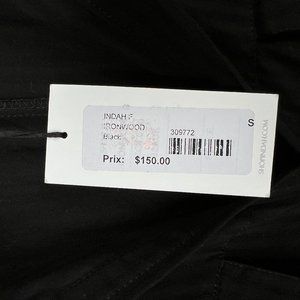 INDAH F
IRONWOOD
Black
309772
S
Prix: $150.00
SHOPINDAH.COM